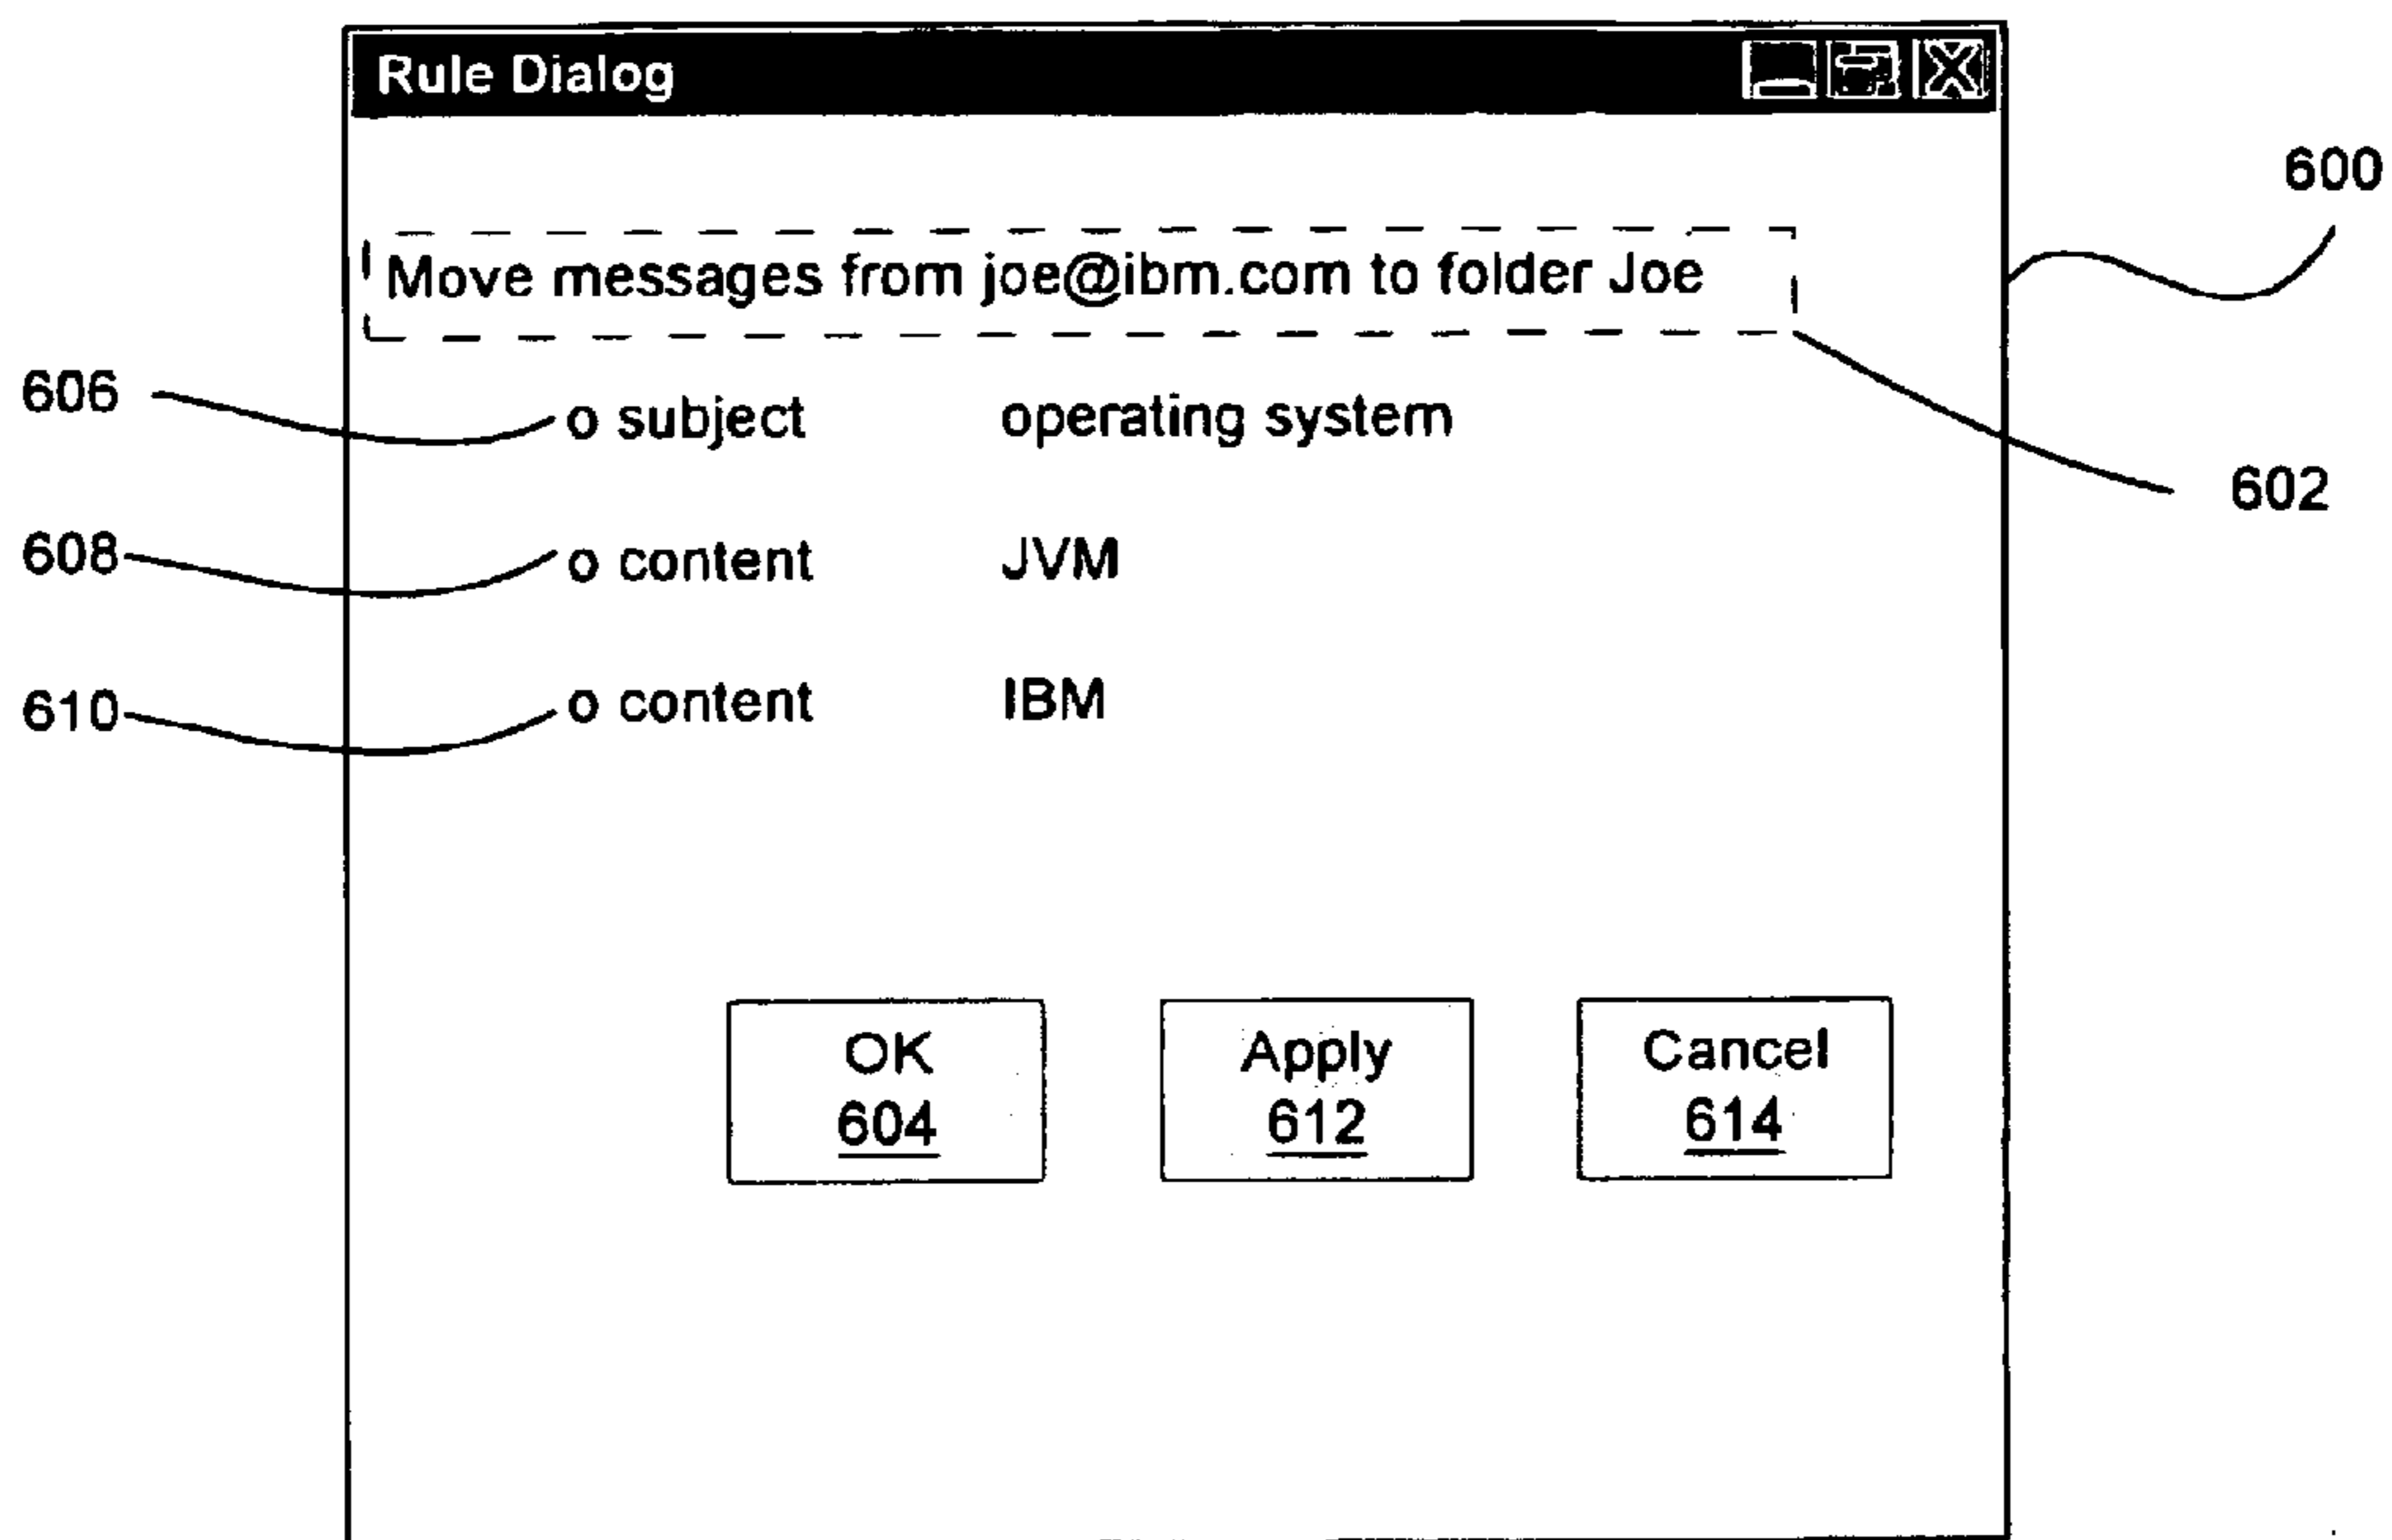 Rule Dialog
600
Move messages from joe@ibm.com to folder Joe
606 o subject operating system
602
608 o content JVM
610 o content IBM
OK Apply Cancel
604 612 614